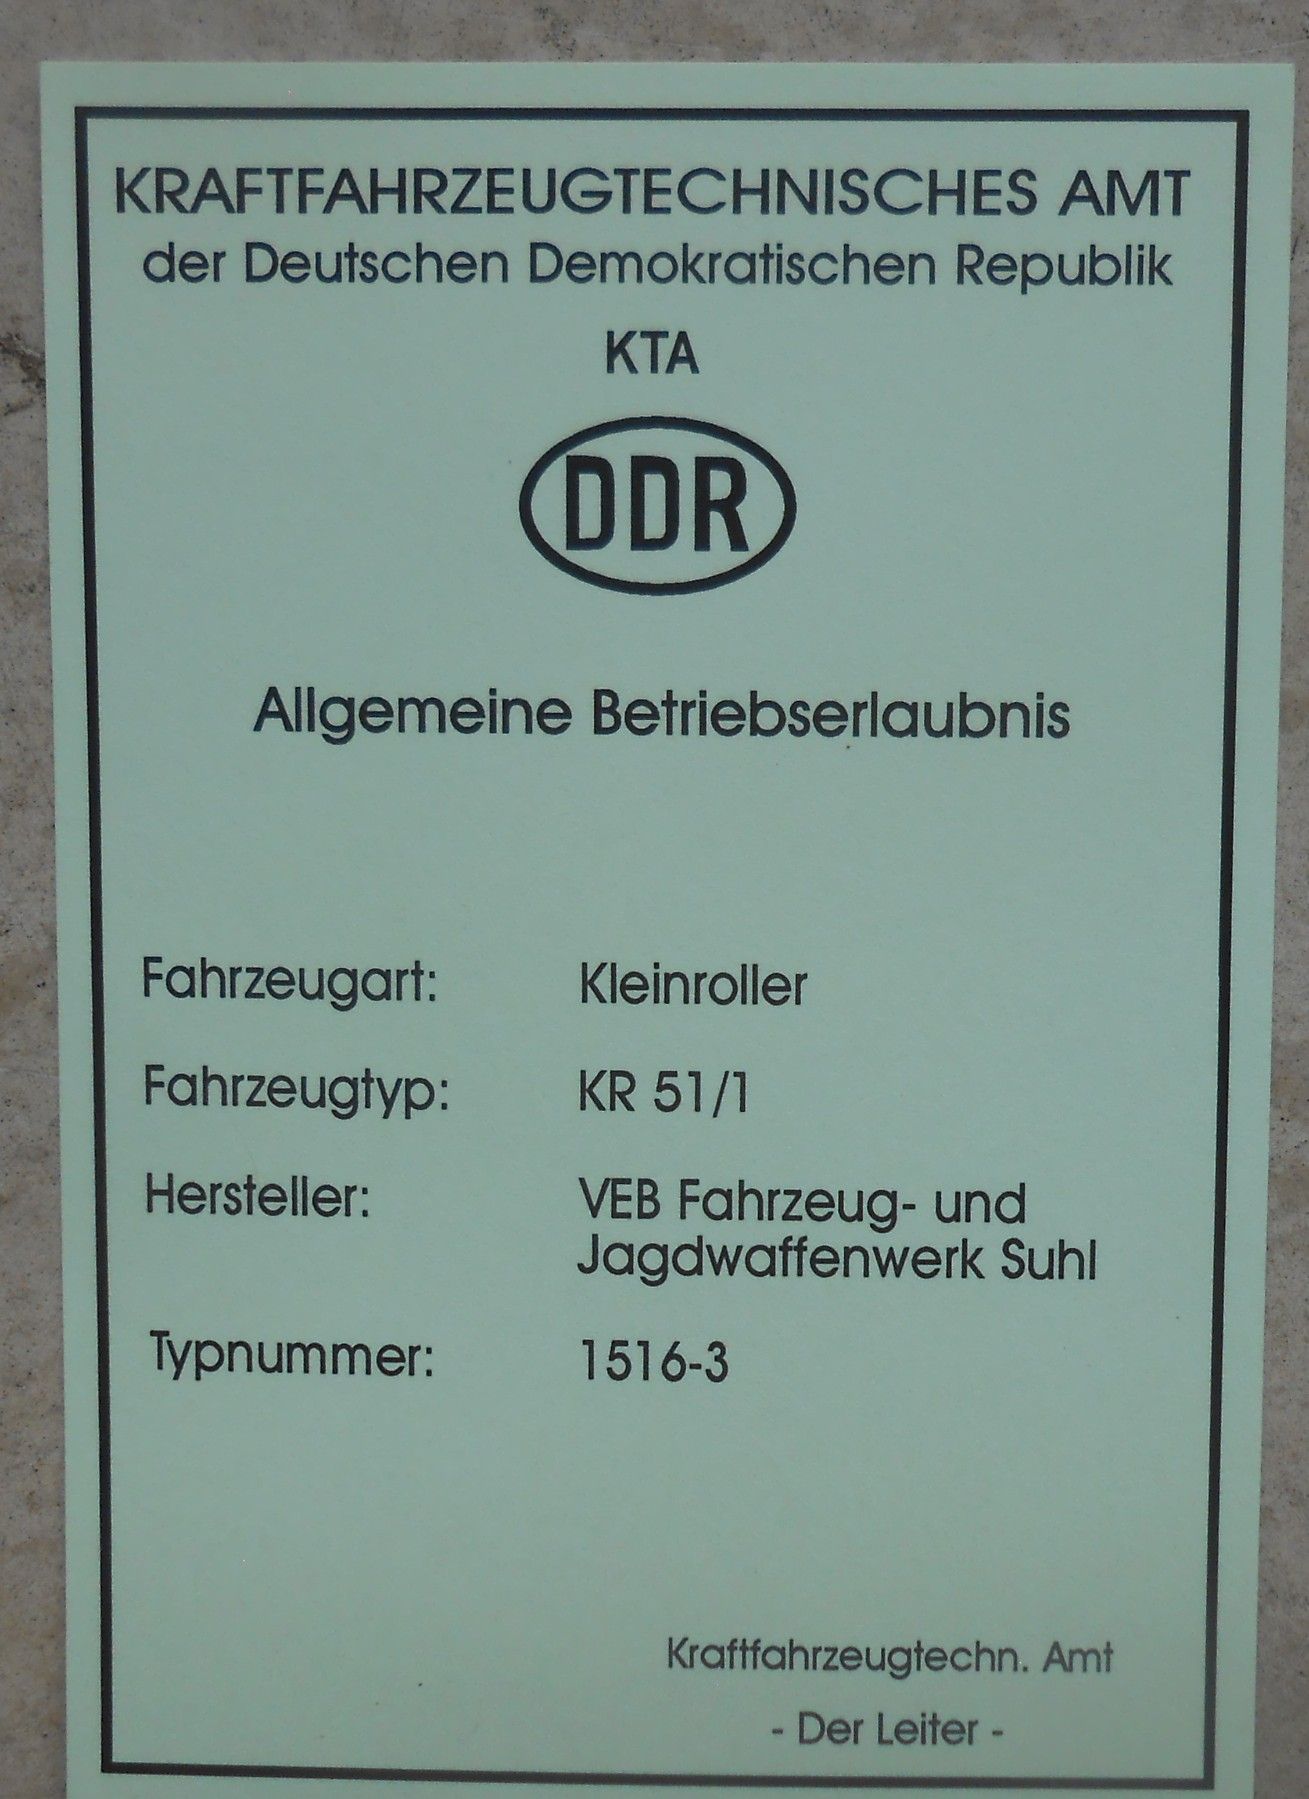 KRAFTFAHRZEUGTECHNISCHES AMT
der Deutschen Demokratischen Republik
KTA
DDR
Allgemeine Betriebserlaubnis
Fahrzeugart: Kleinroller
Fahrzeugtyp: KR 51/1
Hersteller: VEB Fahrzeug- und
Jagdwaffenwerk Suhl
Typnummer: 1516-3
Kraftfahrzeugtechn. Amt
- Der Leiter -